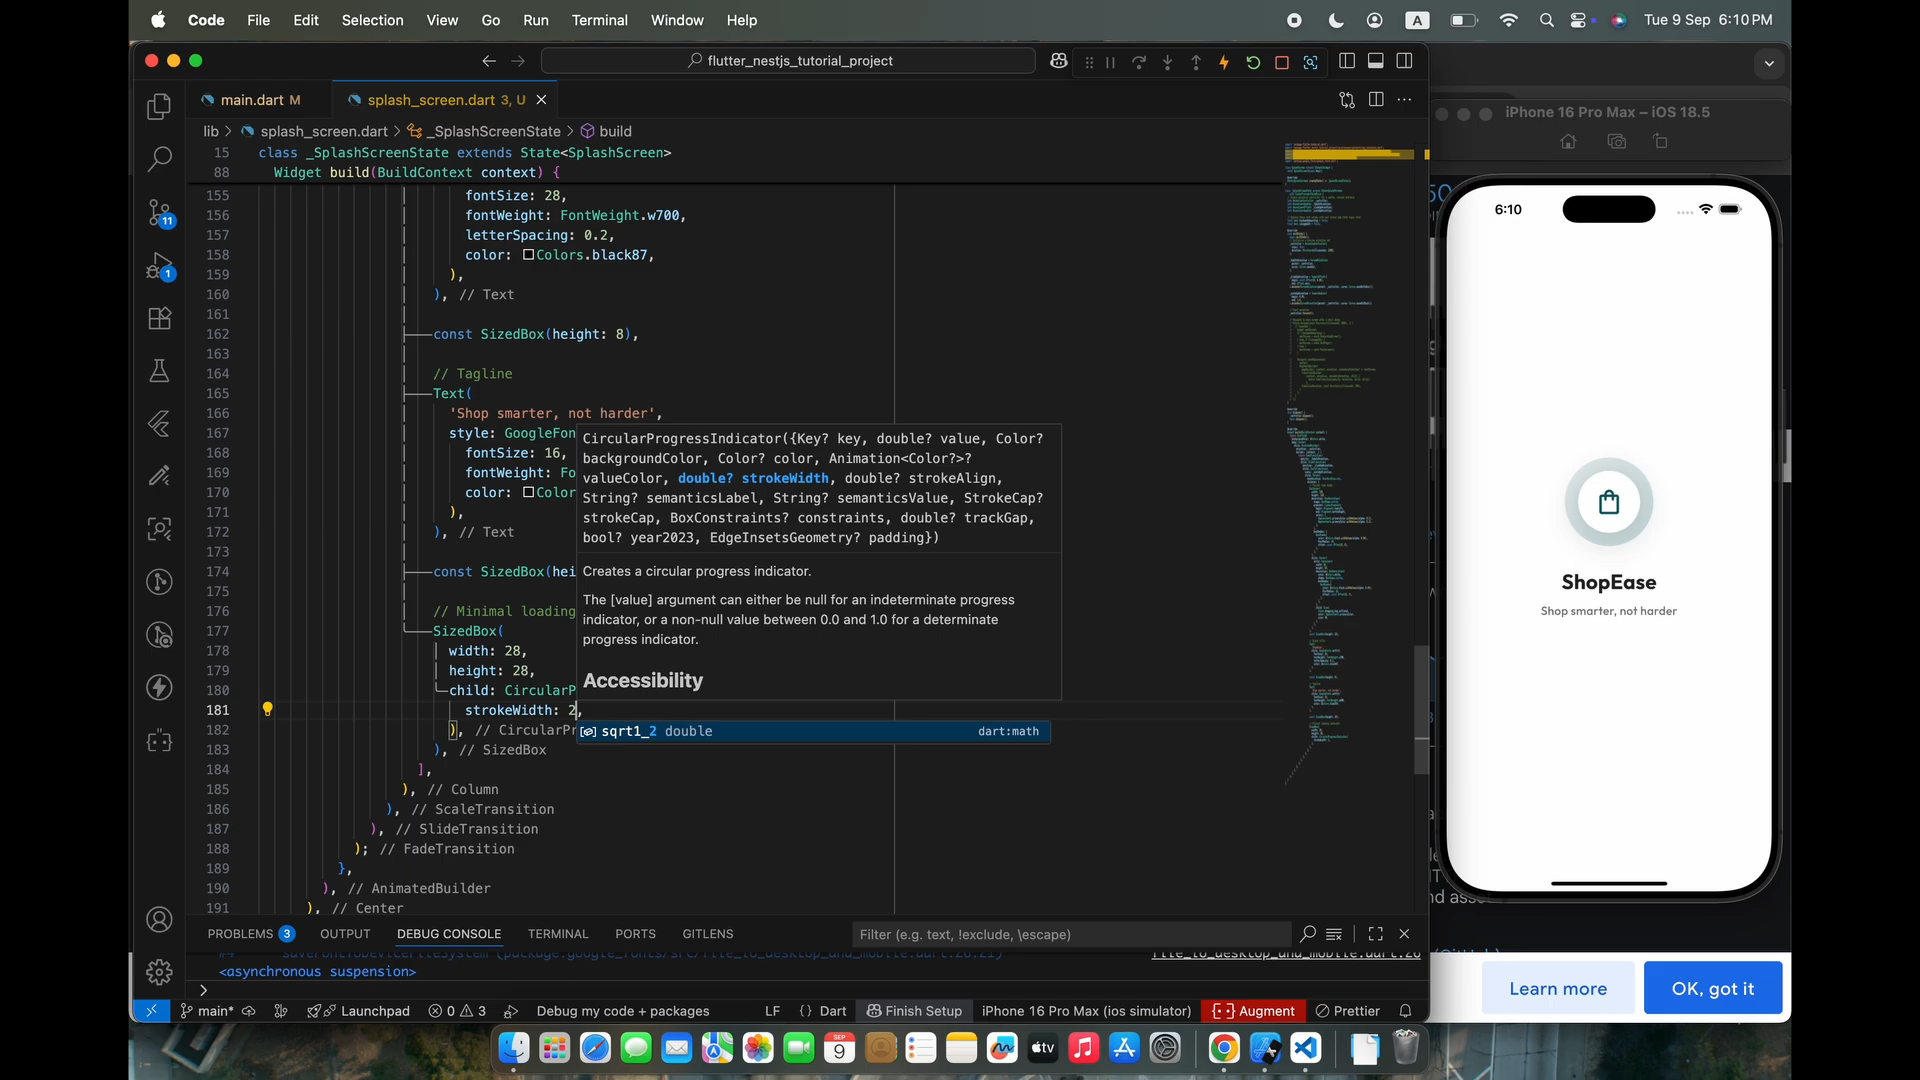 Code File Edit Selection View Go Run Terminal Window Help
A
Tue 9 Sep 6:10 PM
flutter_nestjs_tutorial_project
main.dart M
splash_screen.dart 3, U
lib > splash_screen.dart > _SplashScreenState > build
15 class _SplashScreenState extends State<SplashScreen>
88 Widget build(BuildContext context) {
155 fontSize: 28,
156 fontWeight: FontWeight.w700,
157 letterSpacing: 0.2,
158 color: Colors.black87,
159 ),
160 ), // Text
161
162 const SizedBox(height: 8),
163
164 // Tagline
165 Text(
166 'Shop smarter, not harder',
167 style: GoogleFon
168 fontSize: 16,
169 fontWeight: Fo
170 color: Color
171 ),
172 ), // Text
173
174 const SizedBox(hei
175
176 // Minimal loading
177 SizedBox(
178 width: 28,
179 height: 28,
180 child: CircularP
181 strokeWidth: 2,
182 ), // CircularPr
183 ), // SizedBox
184 ],
185 ), // Column
186 ), // ScaleTransition
187 ), // SlideTransition
188 ); // FadeTransition
189 },
190 ), // AnimatedBuilder
191 ), // Center
CircularProgressIndicator({Key? key, double? value, Color?
backgroundColor, Color? color, Animation<Color?>?
valueColor, double? strokeWidth, double? strokeAlign,
String? semanticsLabel, String? semanticsValue, StrokeCap?
strokeCap, BoxConstraints? constraints, double? trackGap,
bool? year2023, EdgeInsetsGeometry? padding})
Creates a circular progress indicator.
The [value] argument can either be null for an indeterminate progress
indicator, or a non-null value between 0.0 and 1.0 for a determinate
progress indicator.
Accessibility
sqrt1_2 double dart:math
11
1
PROBLEMS 3 OUTPUT DEBUG CONSOLE TERMINAL PORTS GITLENS
Filter (e.g. text, !exclude, \escape)
<asynchronous suspension>
main* Launchpad 0 3 Debug my code + packages LF {} Dart Finish Setup iPhone 16 Pro Max (ios simulator) Augment Prettier
iPhone 16 Pro Max – iOS 18.5
6:10
ShopEase
Shop smarter, not harder
Learn more
OK, got it
SEP
9
tv